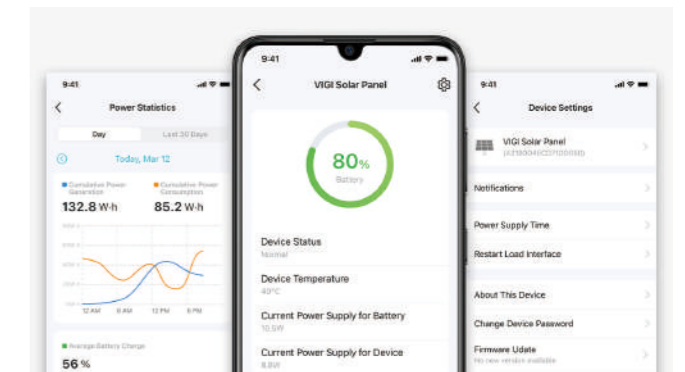 9:41
Power Statistics
Day
Last 30 Days
Today, Mar 12
Cumulative Power
Generation
132.8 W·h
Cumulative Power
Consumption
85.2 W·h
12 AM 6 AM 12 PM 6 PM
Average Battery Charge
56 %
9:41
VIGI Solar Panel
80%
Battery
Device Status
Normal
Device Temperature
40°C
Current Power Supply for Battery
10.5W
Current Power Supply for Device
8.8W
9:41
Device Settings
VIGI Solar Panel
Notifications
Power Supply Time
Restart Load Interface
About This Device
Change Device Password
Firmware Udate
No new version available